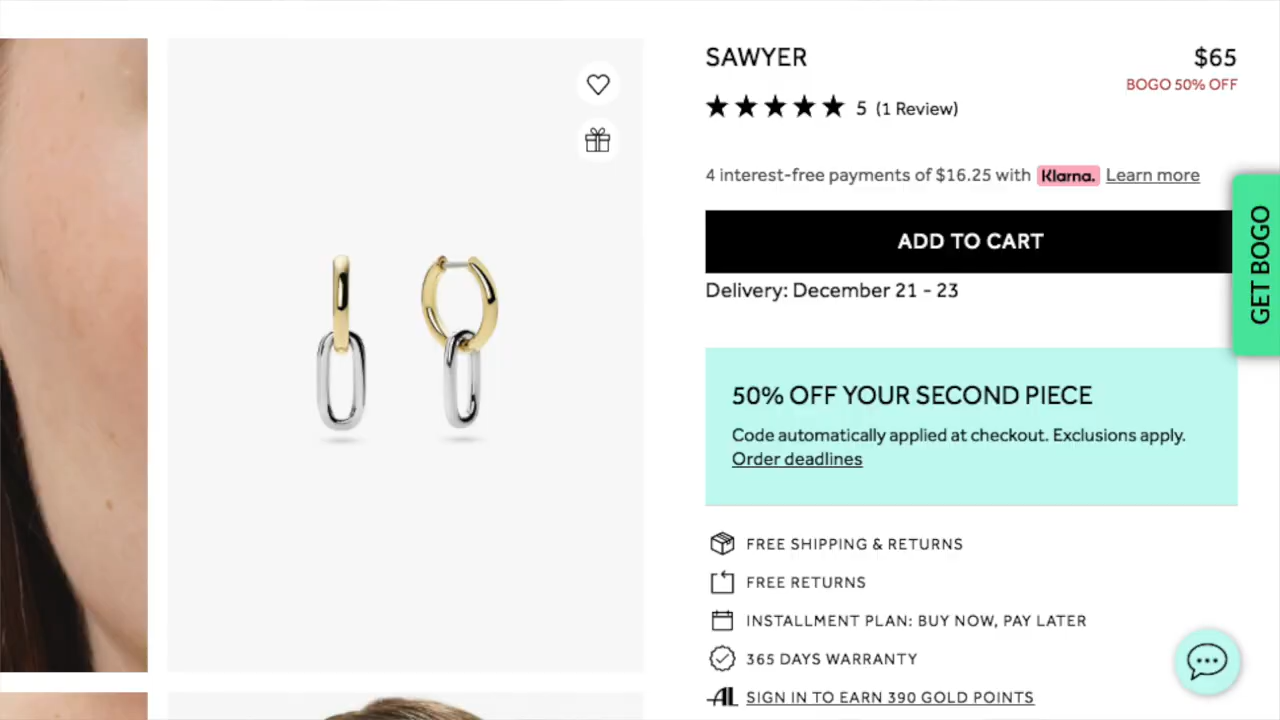 SAWYER
$65
BOGO 50% OFF
5 (1 Review)
4 interest-free payments of $16.25 with Klarna. Learn more
ADD TO CART
GET BOGO
Delivery: December 21 - 23
50% OFF YOUR SECOND PIECE
Code automatically applied at checkout. Exclusions apply.
Order deadlines
FREE SHIPPING & RETURNS
FREE RETURNS
INSTALLMENT PLAN: BUY NOW, PAY LATER
365 DAYS WARRANTY
AL SIGN IN TO EARN 390 GOLD POINTS